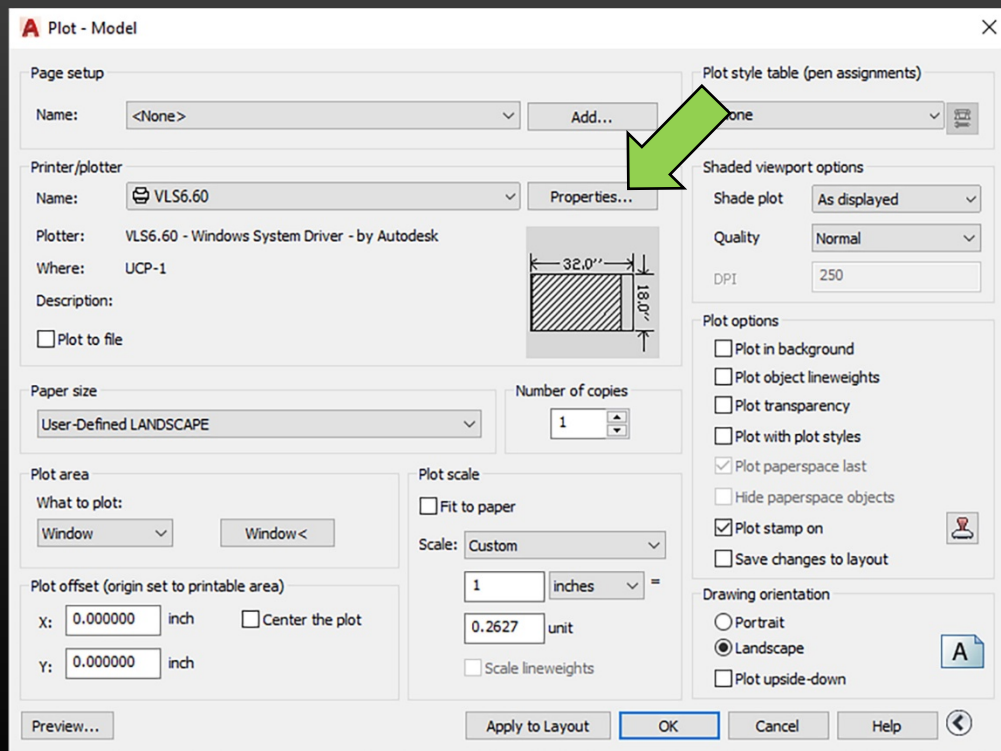 Plot - Model
Page setup
Name: <None> Add...
Printer/plotter
Name: VLS6.60 Properties...
Plotter: VLS6.60 - Windows System Driver - by Autodesk
Where: UCP-1
Description:
Plot to file
32.0''
18.0''
Paper size
User-Defined LANDSCAPE
Number of copies
1
Plot area
What to plot:
Window Window<
Plot offset (origin set to printable area)
X: 0.000000 inch Center the plot
Y: 0.000000 inch
Plot scale
Fit to paper
Scale: Custom
1 inches =
0.2627 unit
Scale lineweights
Plot style table (pen assignments)
Shaded viewport options
Shade plot As displayed
Quality Normal
DPI 250
Plot options
Plot in background
Plot object lineweights
Plot transparency
Plot with plot styles
Plot paperspace last
Hide paperspace objects
Plot stamp on
Save changes to layout
Drawing orientation
Portrait
Landscape
A
Plot upside-down
Preview... Apply to Layout OK Cancel Help